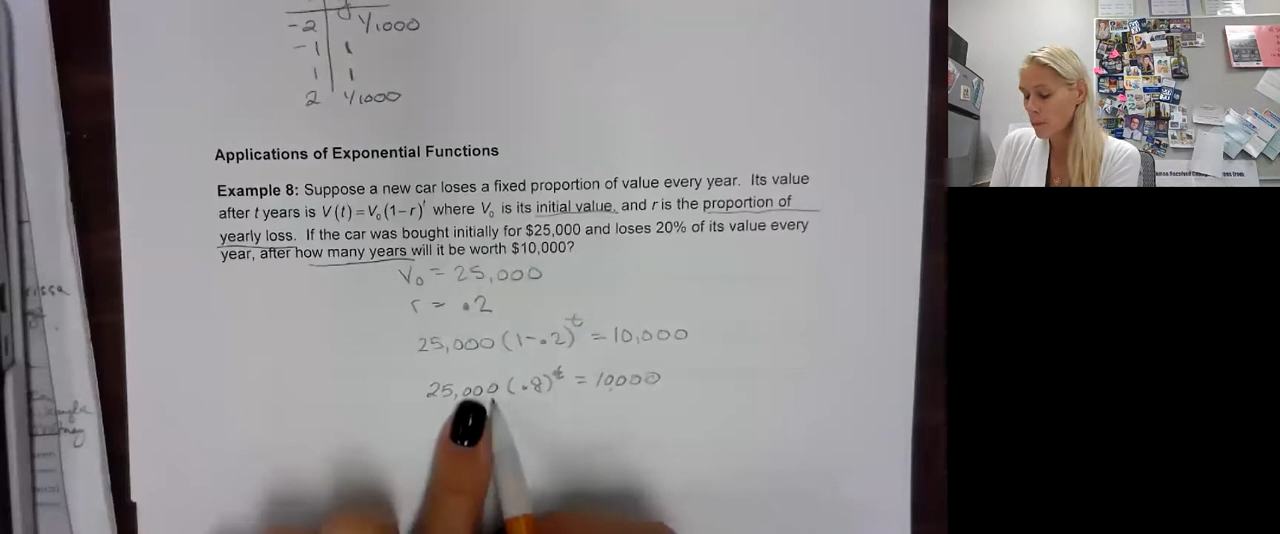 -2 | 1/1000
-1 | 1
1 | 1
2 | 1/1000
Applications of Exponential Functions
Example 8: Suppose a new car loses a fixed proportion of value every year. Its value
after t years is V(t) = V₀(1-r)ᵗ where V₀ is its initial value, and r is the proportion of
yearly loss. If the car was bought initially for $25,000 and loses 20% of its value every
year, after how many years will it be worth $10,000?
V₀ = 25,000
r = .2
25,000 (1-.2)ᵗ = 10,000
25,000 (.8)ᵗ = 10,000